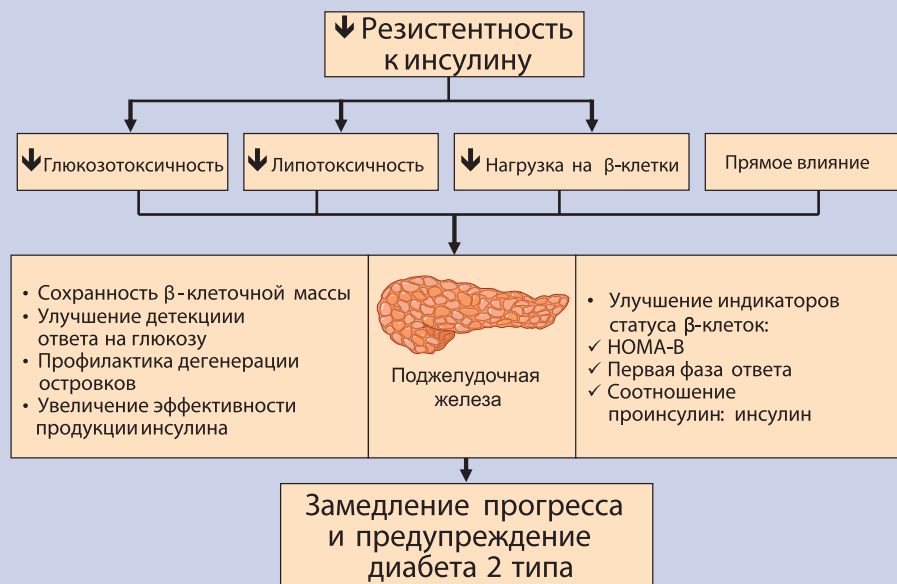 🡇 Резистентность
к инсулину
🡇 Глюкозотоксичность
🡇 Липотоксичность
🡇 Нагрузка на β-клетки
Прямое влияние
• Сохранность β-клеточной массы
• Улучшение детекциии
ответа на глюкозу
• Профилактика дегенерации
островков
• Увеличение эффективности
продукции инсулина
Поджелудочная
железа
• Улучшение индикаторов
статуса β-клеток:
✓ HOMA-B
✓ Первая фаза ответа
✓ Соотношение
проинсулин: инсулин
Замедление прогресса
и предупреждение
диабета 2 типа